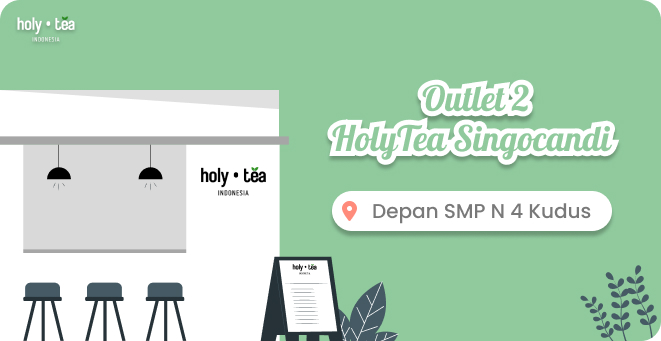 holy • tea
INDONESIA
Outlet 2
HolyTea Singocandi
Depan SMP N 4 Kudus
holy • tea
INDONESIA
holy • tea